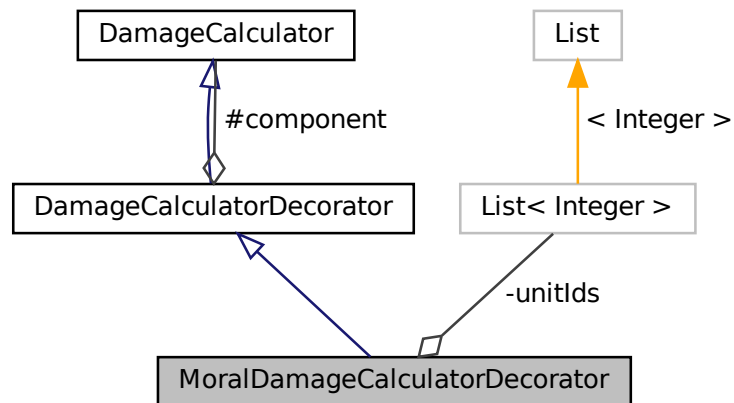 DamageCalculator
List
#component
< Integer >
DamageCalculatorDecorator
List< Integer >
-unitIds
MoralDamageCalculatorDecorator